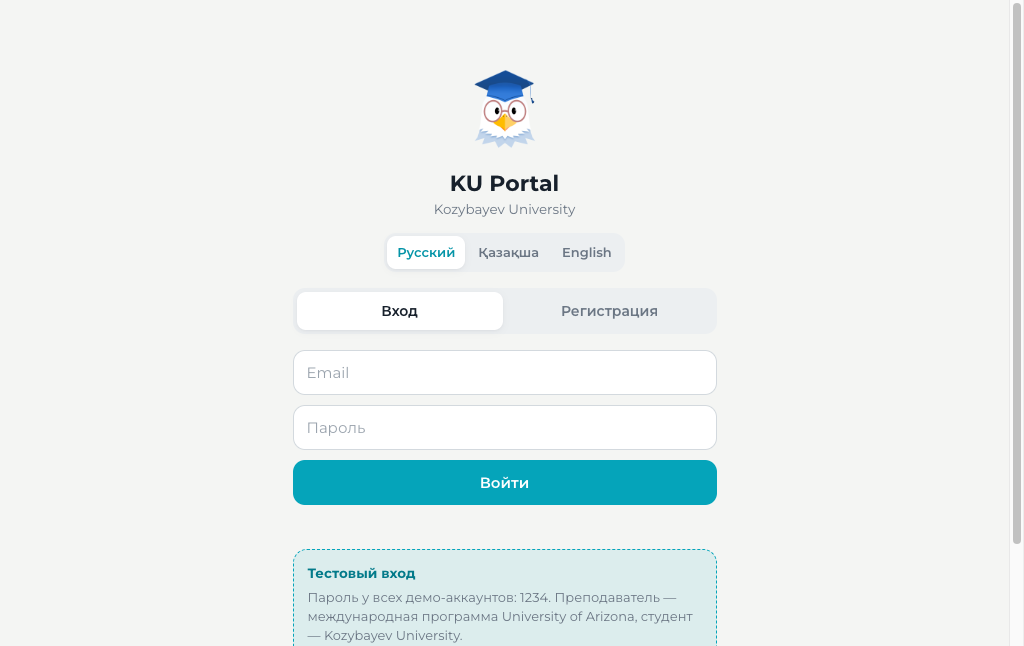 KU Portal
Kozybayev University
Русский Қазақша English
Вход Регистрация
Email
Пароль
Войти
Тестовый вход
Пароль у всех демо-аккаунтов: 1234. Преподаватель —
международная программа University of Arizona, студент
— Kozybayev University.